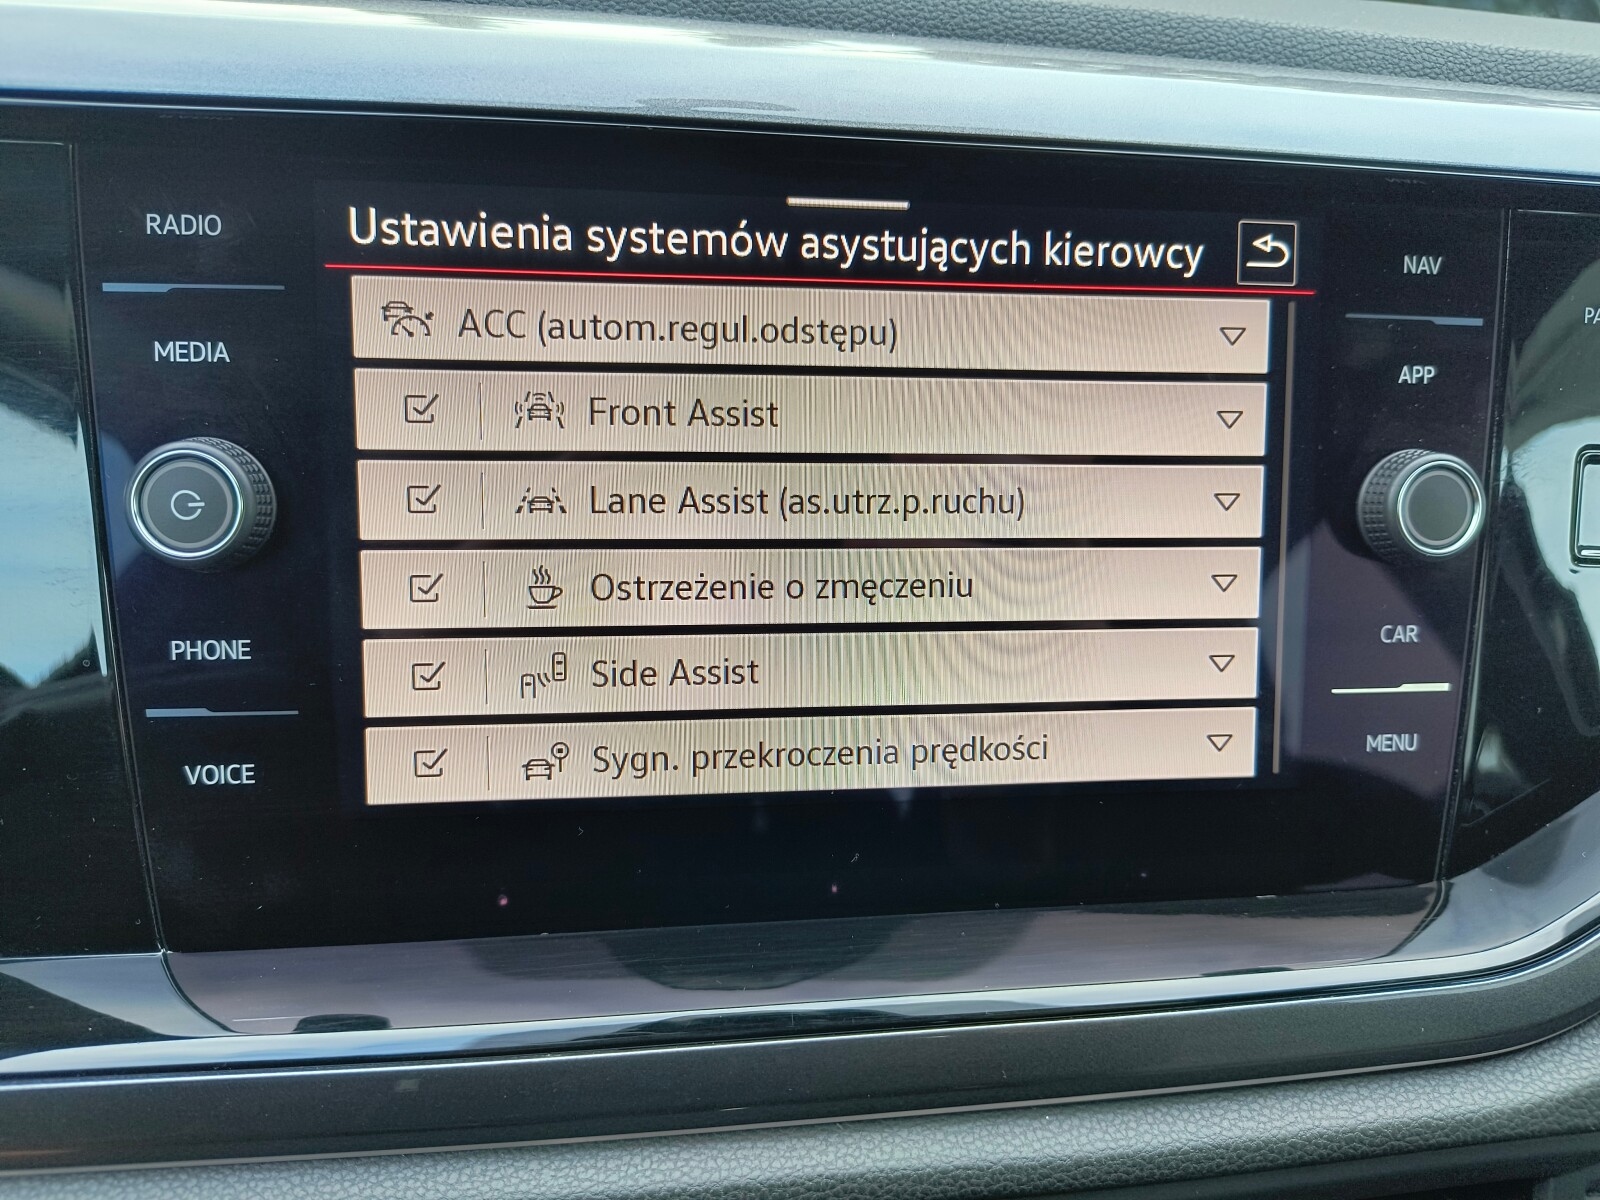 RADIO
MEDIA
PHONE
VOICE
Ustawienia systemów asystujących kierowcy
ACC (autom.regul.odstępu)
Front Assist
Lane Assist (as.utrz.p.ruchu)
Ostrzeżenie o zmęczeniu
Side Assist
Sygn. przekroczenia prędkości
NAV
APP
CAR
MENU